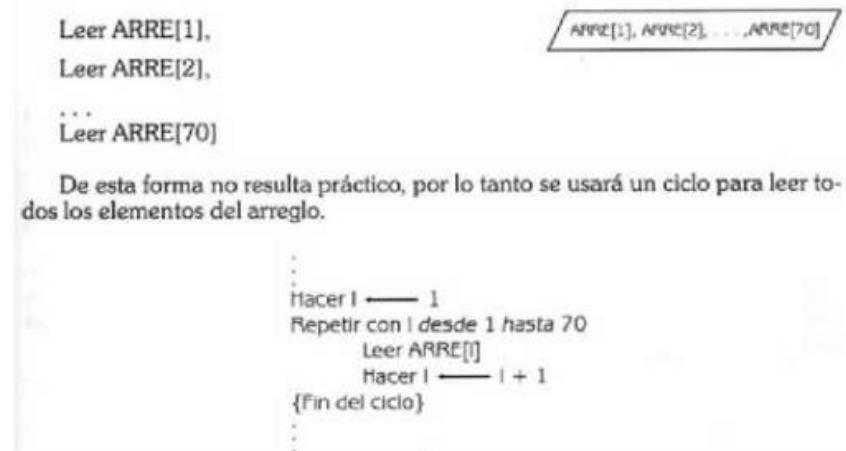 Leer ARRE[1],
ARRE[1], ARRE[2], . . . ,ARRE[70]
Leer ARRE[2],
. . .
Leer ARRE[70]
De esta forma no resulta práctico, por lo tanto se usará un ciclo para leer to-
dos los elementos del arreglo.
Hacer I ← 1
Repetir con I desde 1 hasta 70
Leer ARRE[I]
Hacer I ← I + 1
{Fin del ciclo}